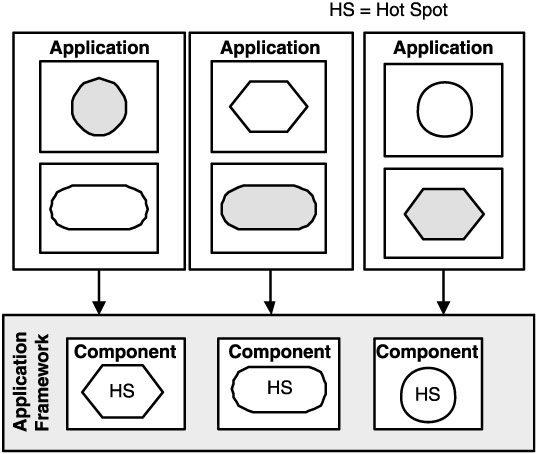 HS = Hot Spot
Application
Application
Application
Application
Framework
Component
HS
Component
HS
Component
HS